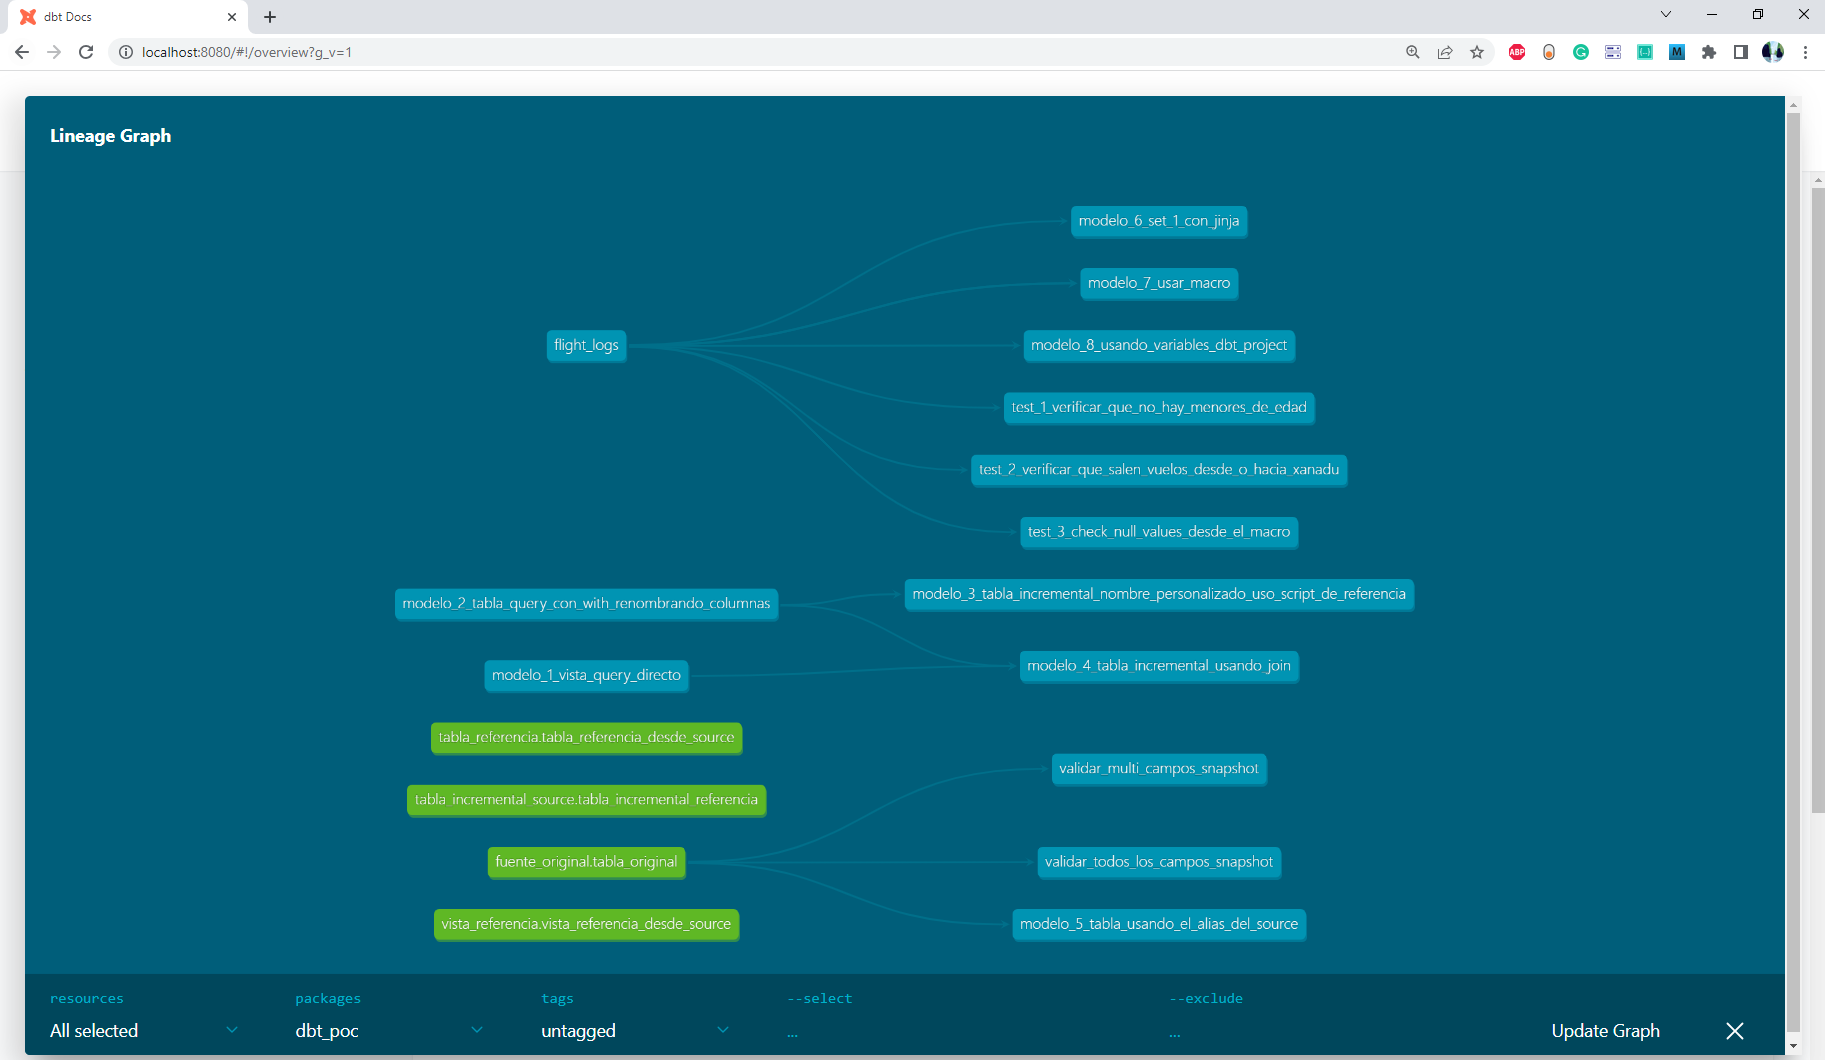 dbt Docs
localhost:8080/#!/overview?g_v=1
ABP
G
M
Lineage Graph
modelo_6_set_1_con_jinja
modelo_7_usar_macro
flight_logs
modelo_8_usando_variables_dbt_project
test_1_verificar_que_no_hay_menores_de_edad
test_2_verificar_que_salen_vuelos_desde_o_hacia_xanadu
test_3_check_null_values_desde_el_macro
modelo_2_tabla_query_con_with_renombrando_columnas
modelo_3_tabla_incremental_nombre_personalizado_uso_script_de_referencia
modelo_1_vista_query_directo
modelo_4_tabla_incremental_usando_join
tabla_referencia.tabla_referencia_desde_source
validar_multi_campos_snapshot
tabla_incremental_source.tabla_incremental_referencia
fuente_original.tabla_original
validar_todos_los_campos_snapshot
vista_referencia.vista_referencia_desde_source
modelo_5_tabla_usando_el_alias_del_source
resources packages tags --select --exclude
All selected dbt_poc untagged ... ... Update Graph